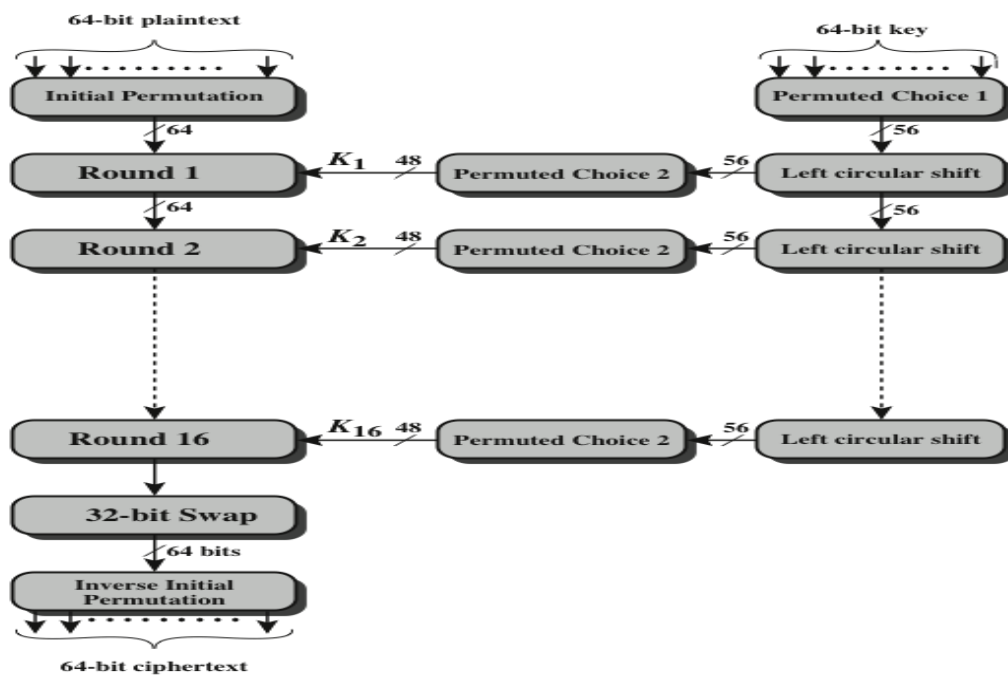 64-bit plaintext
64-bit key
Initial Permutation
Permuted Choice 1
64
56
Round 1
K1
48
Permuted Choice 2
56
Left circular shift
64
56
Round 2
K2
48
Permuted Choice 2
56
Left circular shift
Round 16
K16
48
Permuted Choice 2
56
Left circular shift
32-bit Swap
64 bits
Inverse Initial
Permutation
64-bit ciphertext